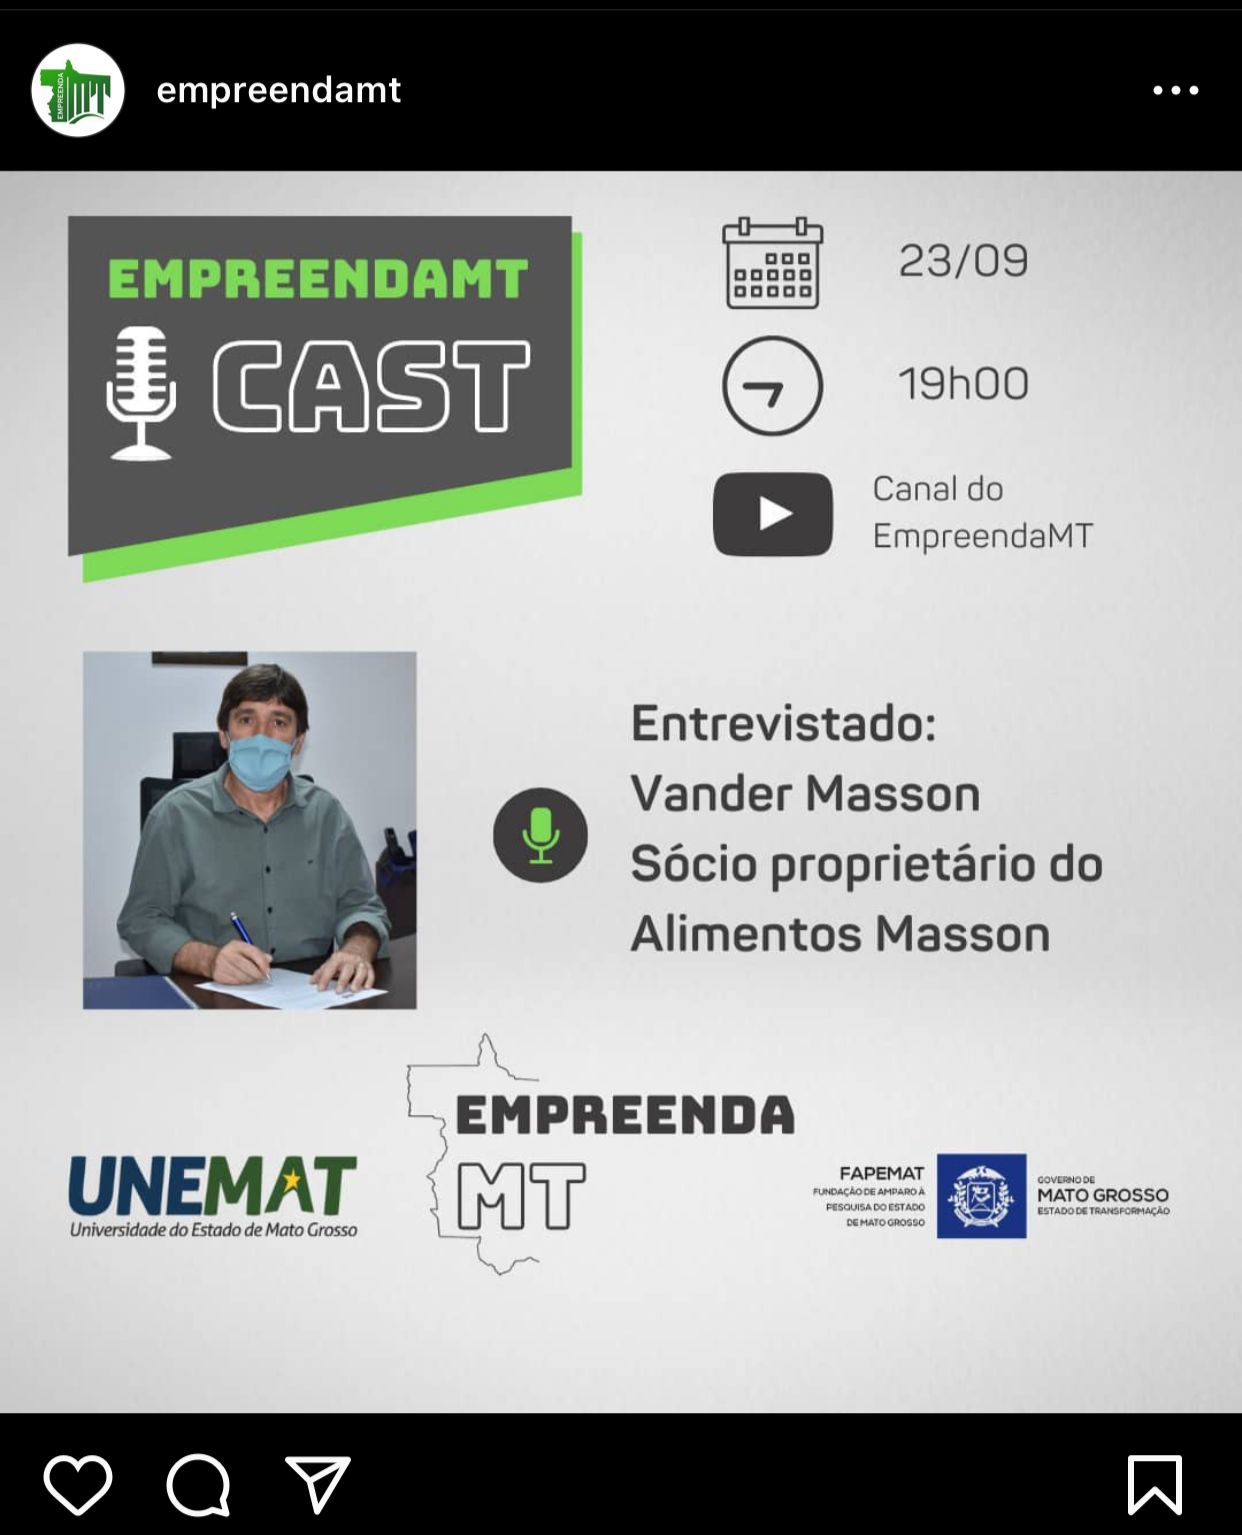 empreendamt
EMPREENDAMT
CAST
23/09
19h00
Canal do
EmpreendaMT
Entrevistado:
Vander Masson
Sócio proprietário do
Alimentos Masson
UNEMAT
Universidade do Estado de Mato Grosso
EMPREENDA
MT
FAPEMAT
FUNDAÇÃO DE AMPARO À
PESQUISA DO ESTADO
DE MATO GROSSO
GOVERNO DE
MATO GROSSO
ESTADO DE TRANSFORMAÇÃO
EMPREENDA
MT